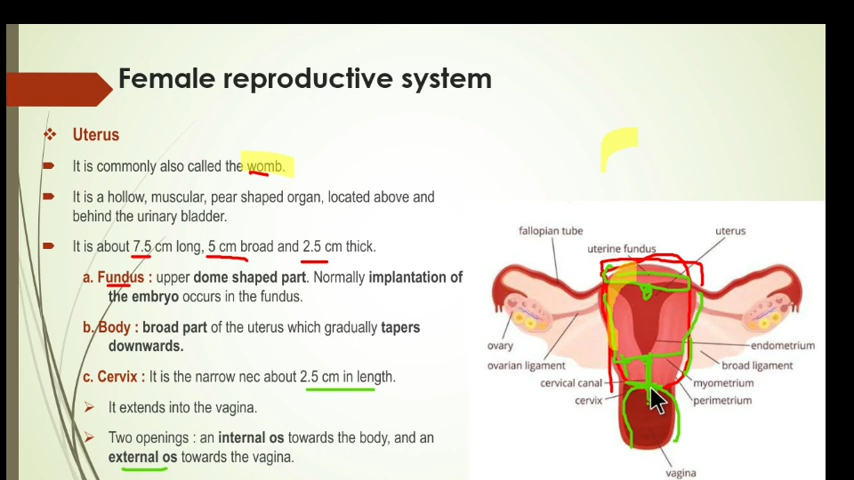 Female reproductive system
Uterus
It is commonly also called the womb.
It is a hollow, muscular, pear shaped organ, located above and
behind the urinary bladder.
It is about 7.5 cm long, 5 cm broad and 2.5 cm thick.
a. Fundus : upper dome shaped part. Normally implantation of
the embryo occurs in the fundus.
b. Body : broad part of the uterus which gradually tapers
downwards.
c. Cervix : It is the narrow nec about 2.5 cm in length.
It extends into the vagina.
Two openings : an internal os towards the body, and an
external os towards the vagina.
fallopian tube
uterus
uterine fundus
ovary
endometrium
ovarian ligament
broad ligament
cervical canal
myometrium
cervix
perimetrium
vagina